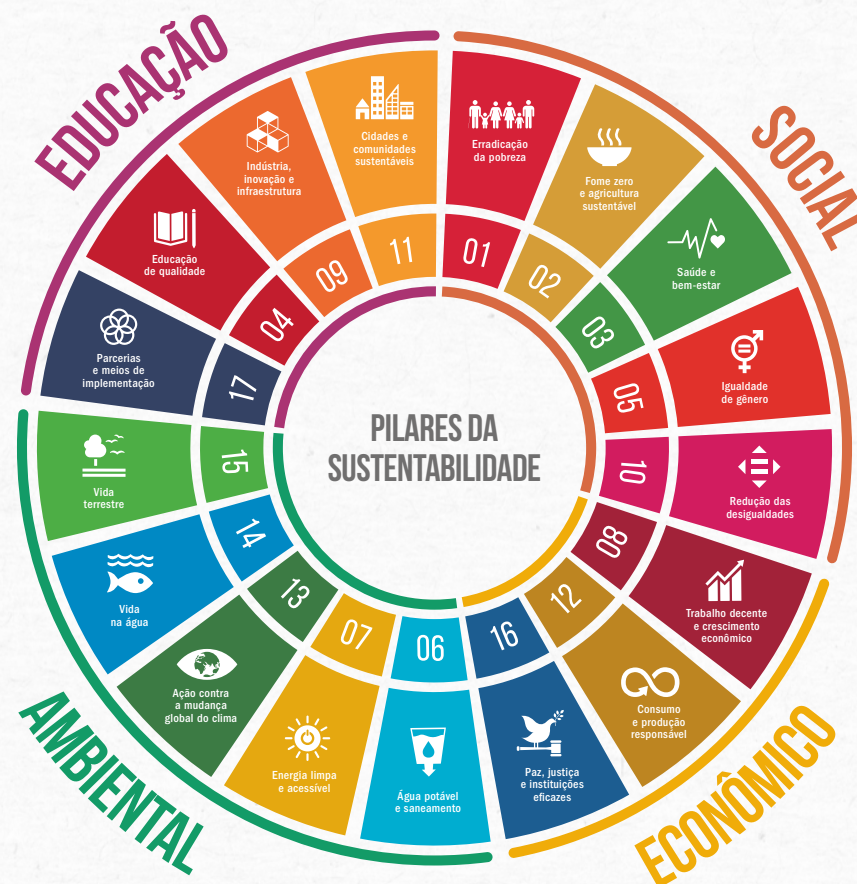 EDUCAÇÃO
SOCIAL
AMBIENTAL
ECONÔMICO
PILARES DA
SUSTENTABILIDADE
Erradicação
da pobreza
01
Fome zero
e agricultura
sustentável
02
Saúde e
bem-estar
03
Igualdade
de gênero
05
Redução das
desigualdades
10
Trabalho decente
e crescimento
econômico
08
Consumo
e produção
responsável
12
Paz, justiça
e instituições
eficazes
16
Água potável
e saneamento
06
Energia limpa
e acessível
07
Ação contra
a mudança
global do clima
13
Vida
na água
14
Vida
terrestre
15
Parcerias
e meios de
implementação
17
Educação
de qualidade
04
Indústria,
inovação e
infraestrutura
09
Cidades e
comunidades
sustentáveis
11